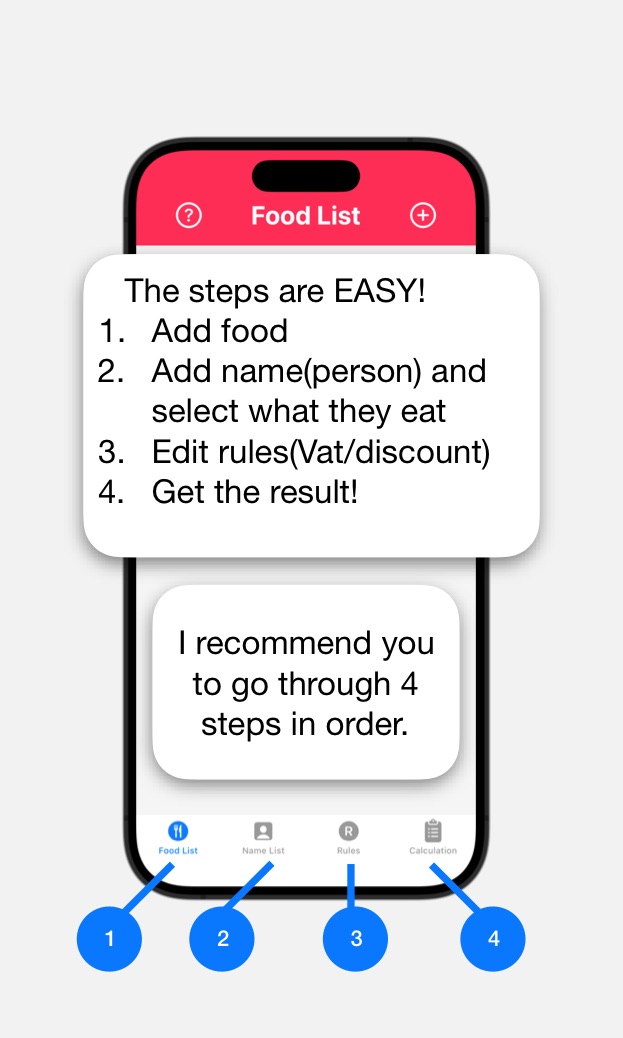 ?
Food List
+
The steps are EASY!
1. Add food
2. Add name(person) and
select what they eat
3. Edit rules(Vat/discount)
4. Get the result!
I recommend you
to go through 4
steps in order.
R
Food List
Name List
Rules
Calculation
1
2
3
4